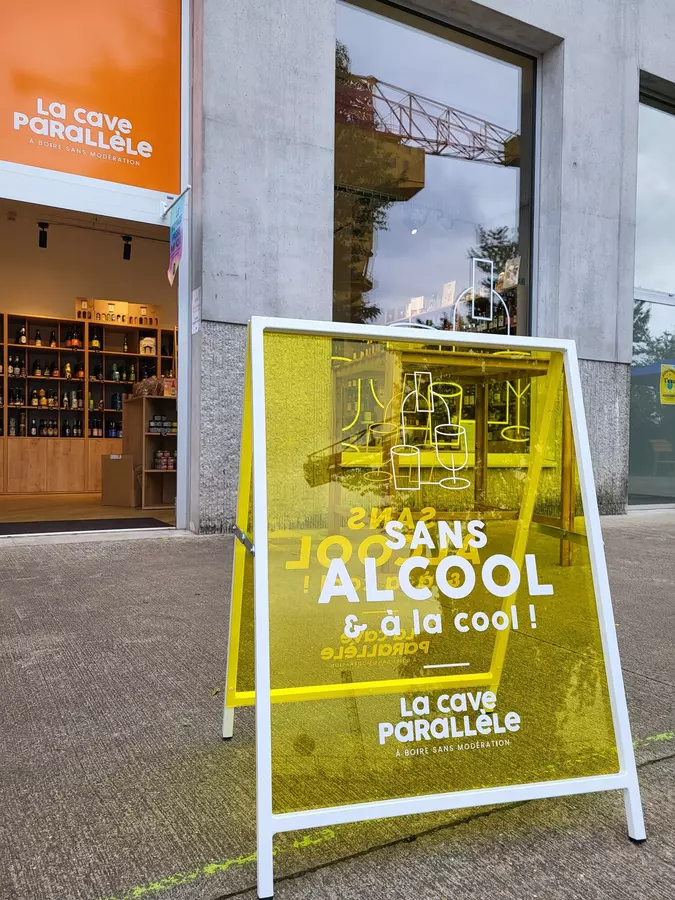 La cave
parallèle
À BOIRE SANS MODÉRATION
SANS
ALCOOL
& à la cool !
La cave
parallèle
À BOIRE SANS MODÉRATION